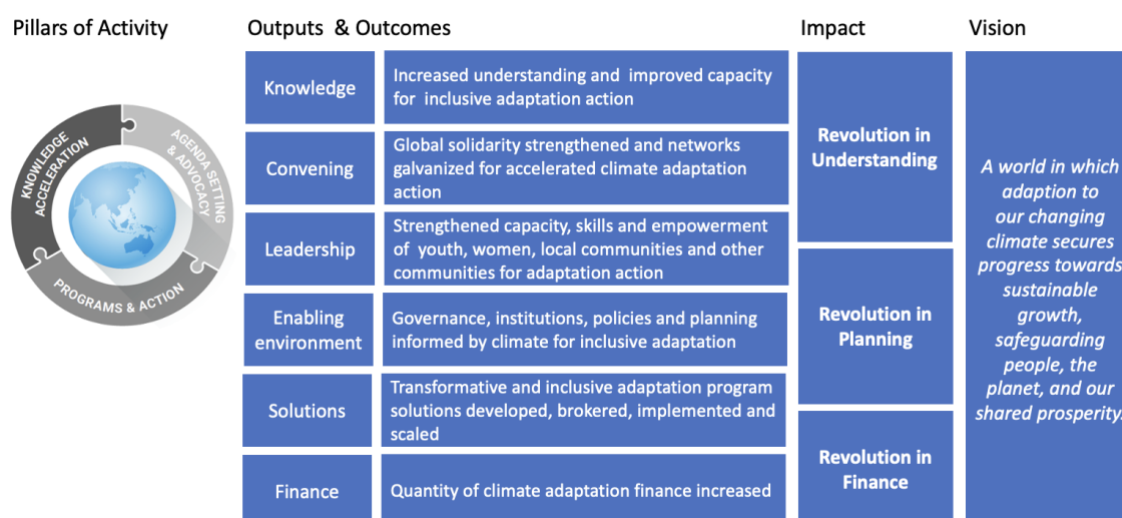 Pillars of Activity
Outputs & Outcomes
Impact
Vision
KNOWLEDGE
ACCELERATION
AGENDA SETTING
& ADVOCACY
PROGRAMS & ACTION
Knowledge
Increased understanding and improved capacity
for inclusive adaptation action
Convening
Global solidarity strengthened and networks
galvanized for accelerated climate adaptation
action
Leadership
Strengthened capacity, skills and empowerment
of youth, women, local communities and other
communities for adaptation action
Enabling
environment
Governance, institutions, policies and planning
informed by climate for inclusive adaptation
Solutions
Transformative and inclusive adaptation program
solutions developed, brokered, implemented and
scaled
Finance
Quantity of climate adaptation finance increased
Revolution in
Understanding
Revolution in
Planning
Revolution in
Finance
A world in which
adaption to
our changing
climate secures
progress towards
sustainable
growth,
safeguarding
people, the
planet, and our
shared prosperity.